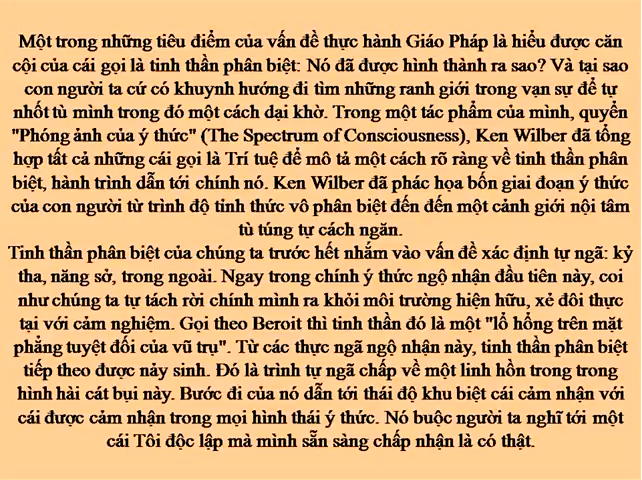 Một trong những tiêu điểm của vấn đề thực hành Giáo Pháp là hiểu được căn
cội của cái gọi là tinh thần phân biệt: Nó đã được hình thành ra sao? Và tại sao
con người ta cứ có khuynh hướng đi tìm những ranh giới trong vạn sự để tự
nhốt tù mình trong đó một cách dại khờ. Trong một tác phẩm của mình, quyển
"Phóng ảnh của ý thức" (The Spectrum of Consciousness), Ken Wilber đã tổng
hợp tất cả những cái gọi là Trí tuệ để mô tả một cách rõ ràng về tinh thần phân
biệt, hành trình dẫn tới chính nó. Ken Wilber đã phác họa bốn giai đoạn ý thức
của con người từ trình độ tỉnh thức vô phân biệt đến đến một cảnh giới nội tâm
tù túng tự cách ngăn.
Tinh thần phân biệt của chúng ta trước hết nhắm vào vấn đề xác định tự ngã: kỷ
tha, năng sở, trong ngoài. Ngay trong chính ý thức ngộ nhận đầu tiên này, coi
như chúng ta tự tách rời chính mình ra khỏi môi trường hiện hữu, xẻ đôi thực
tại với cảm nghiệm. Gọi theo Beroit thì tinh thần đó là một "lổ hổng trên mặt
phẳng tuyệt đối của vũ trụ". Từ các thực ngã ngộ nhận này, tinh thần phân biệt
tiếp theo được nảy sinh. Đó là trình tự ngã chấp về một linh hồn trong trong
hình hài cát bụi này. Bước đi của nó dẫn tới thái độ khu biệt cái cảm nhận với
cái được cảm nhận trong mọi hình thái ý thức. Nó buộc người ta nghĩ tới một
cái Tôi độc lập mà mình sẵn sàng chấp nhận là có thật.